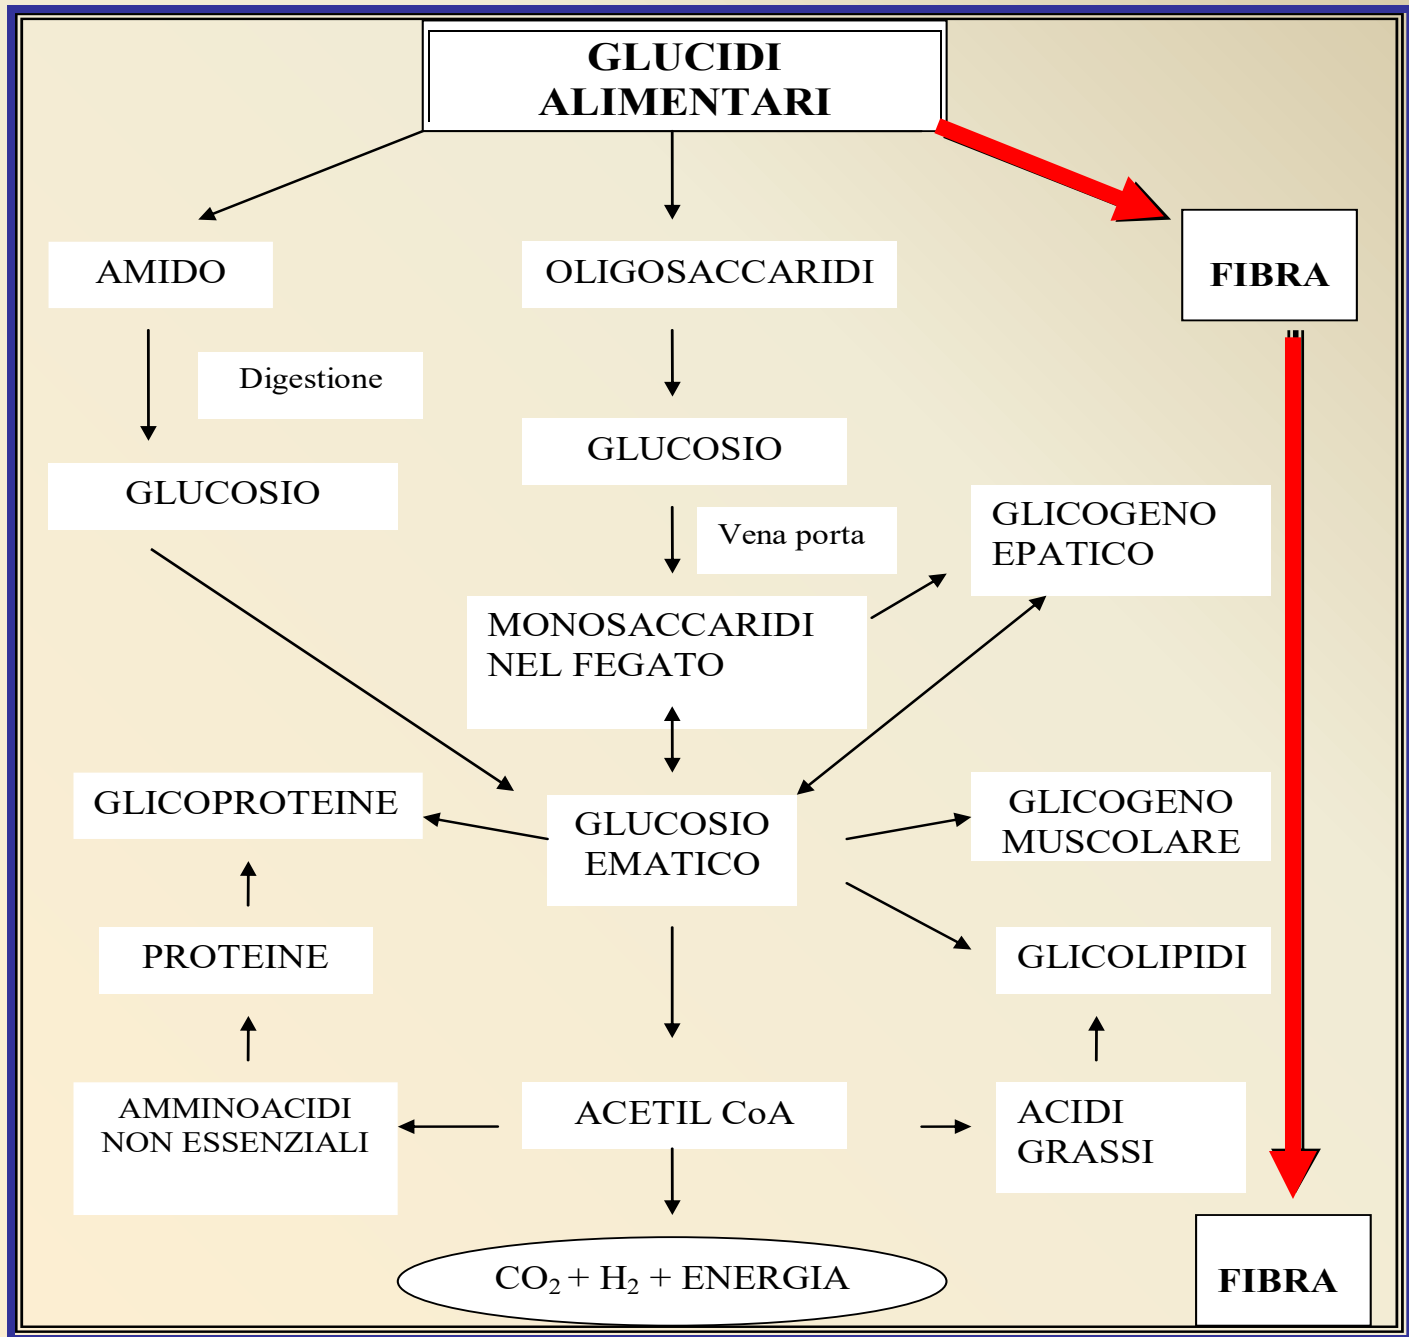 GLUCIDI
ALIMENTARI
AMIDO
OLIGOSACCARIDI
FIBRA
Digestione
GLUCOSIO
GLUCOSIO
Vena porta
GLICOGENO
EPATICO
MONOSACCARIDI
NEL FEGATO
GLICOPROTEINE
GLUCOSIO
EMATICO
GLICOGENO
MUSCOLARE
PROTEINE
GLICOLIPIDI
AMMINOACIDI
NON ESSENZIALI
ACETIL CoA
ACIDI
GRASSI
CO₂ + H₂ + ENERGIA
FIBRA